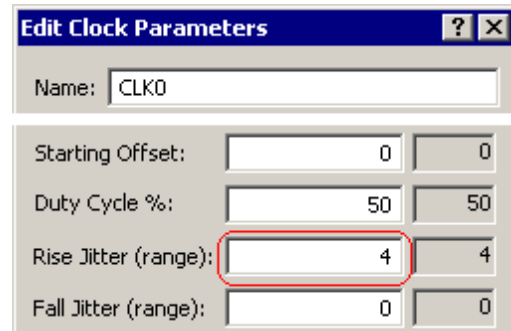 Edit Clock Parameters ? ×
Name: CLK0
Starting Offset: 0 0
Duty Cycle %: 50 50
Rise Jitter (range): 4 4
Fall Jitter (range): 0 0